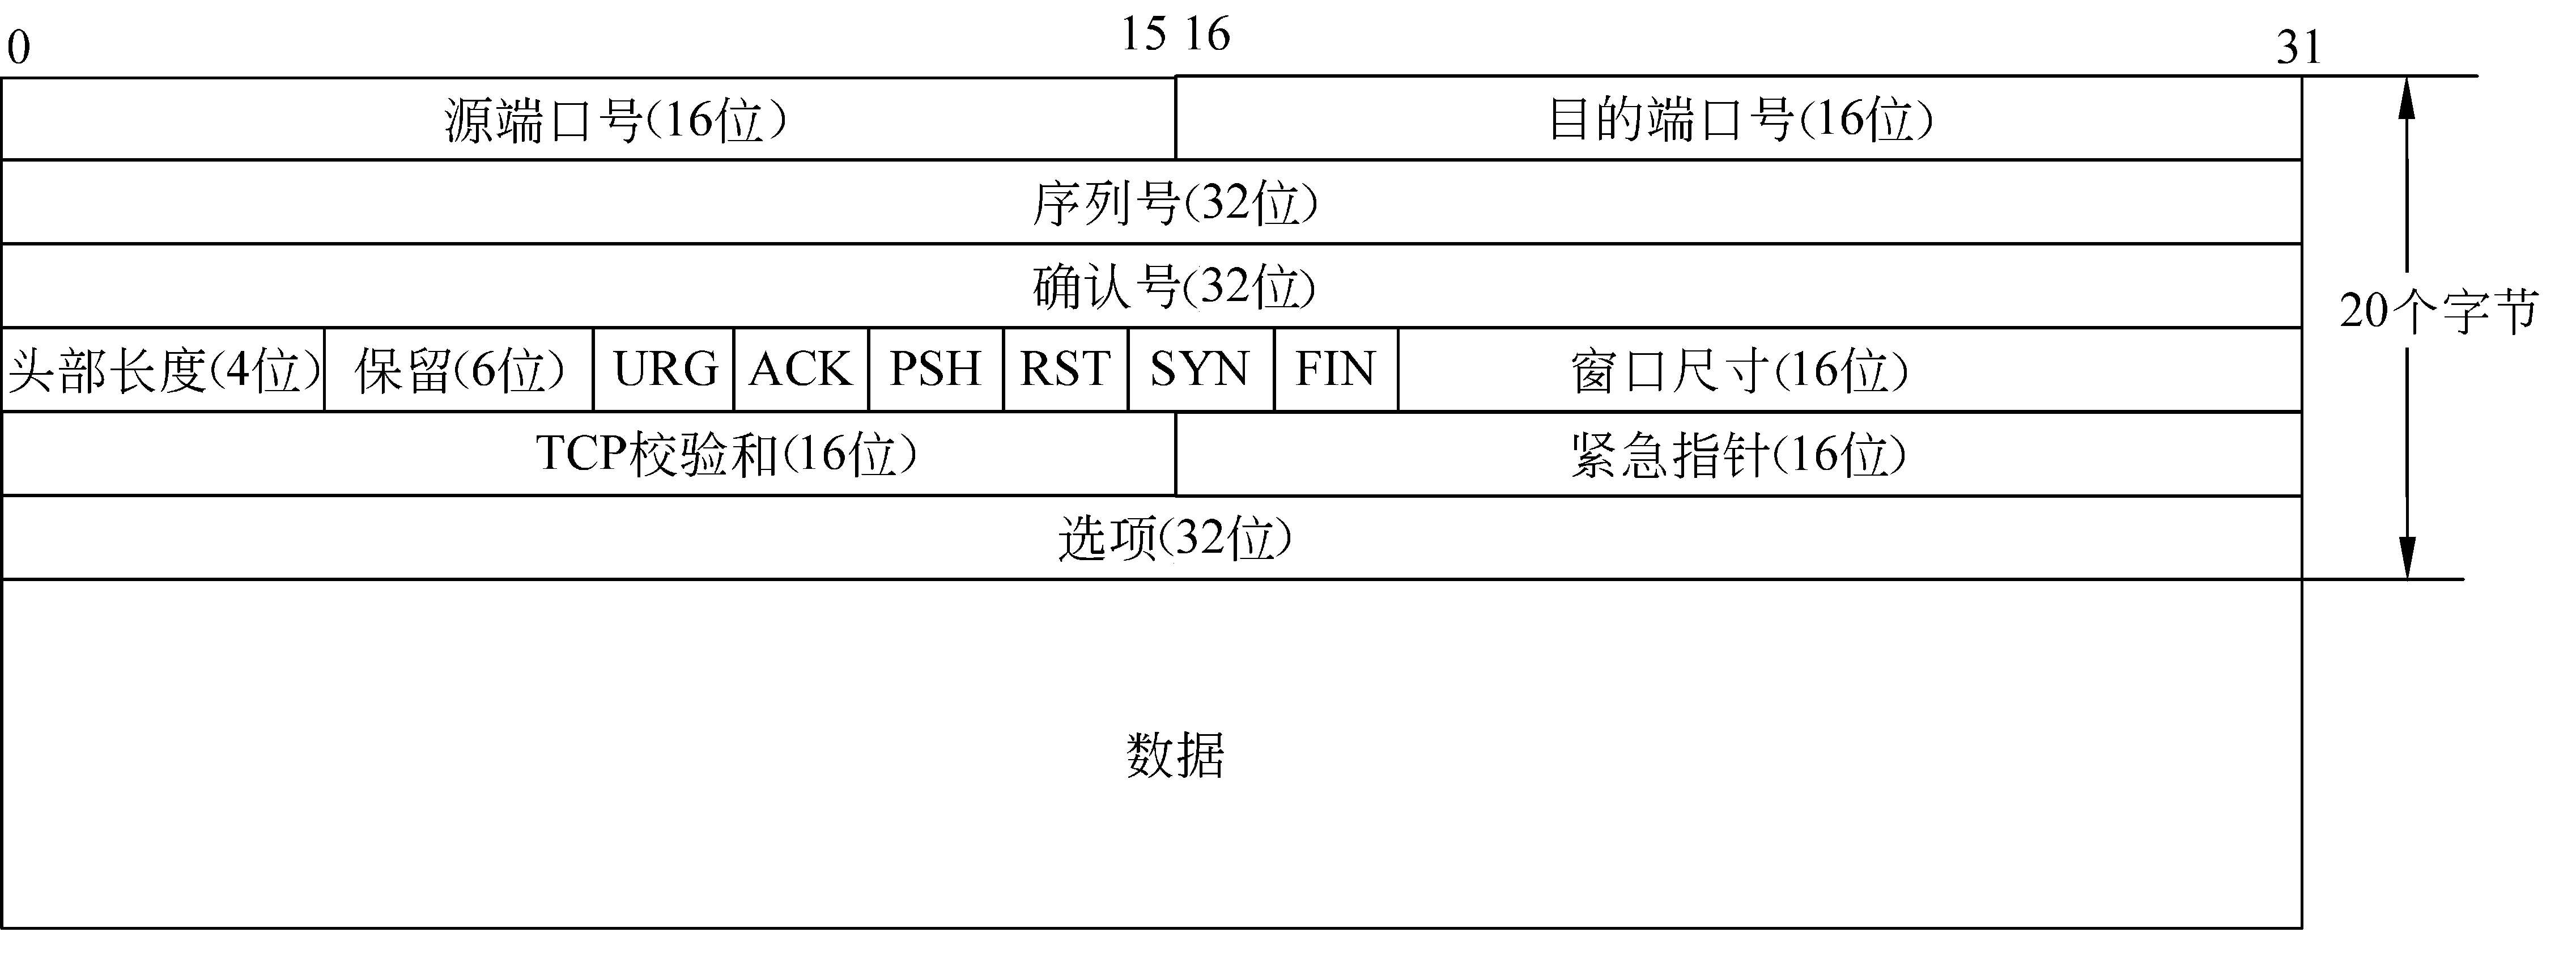 0 15 16 31
源端口号(16位) 目的端口号(16位)
序列号(32位)
确认号(32位)
20个字节
头部长度(4位) 保留(6位) URG ACK PSH RST SYN FIN 窗口尺寸(16位)
TCP校验和(16位) 紧急指针(16位)
选项(32位)
数据